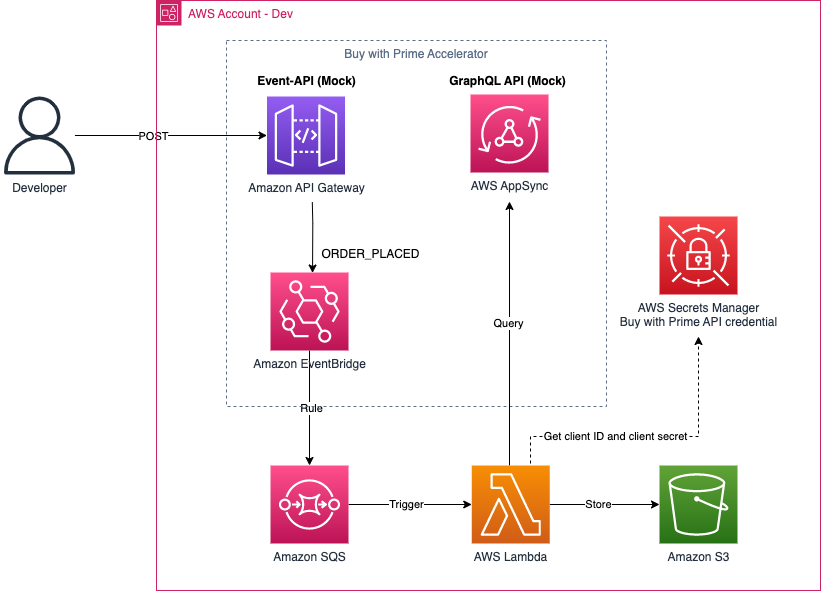 AWS Account - Dev
Buy with Prime Accelerator
Event-API (Mock)
GraphQL API (Mock)
POST
Developer
Amazon API Gateway
AWS AppSync
ORDER_PLACED
AWS Secrets Manager
Buy with Prime API credential
Query
Amazon EventBridge
Rule
Get client ID and client secret
Trigger
Store
Amazon SQS
AWS Lambda
Amazon S3